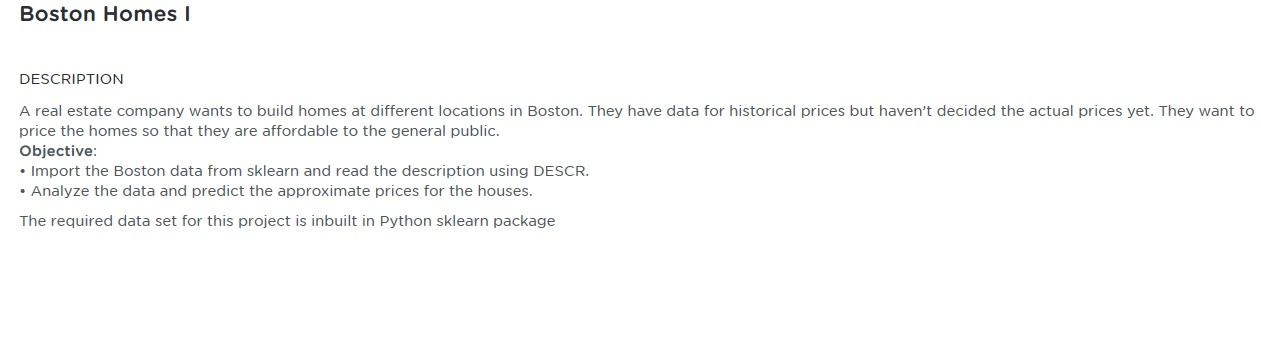 Boston Homes I
DESCRIPTION
A real estate company wants to build homes at different locations in Boston. They have data for historical prices but haven’t decided the actual prices yet. They want to
price the homes so that they are affordable to the general public.
Objective:
• Import the Boston data from sklearn and read the description using DESCR.
• Analyze the data and predict the approximate prices for the houses.
The required data set for this project is inbuilt in Python sklearn package